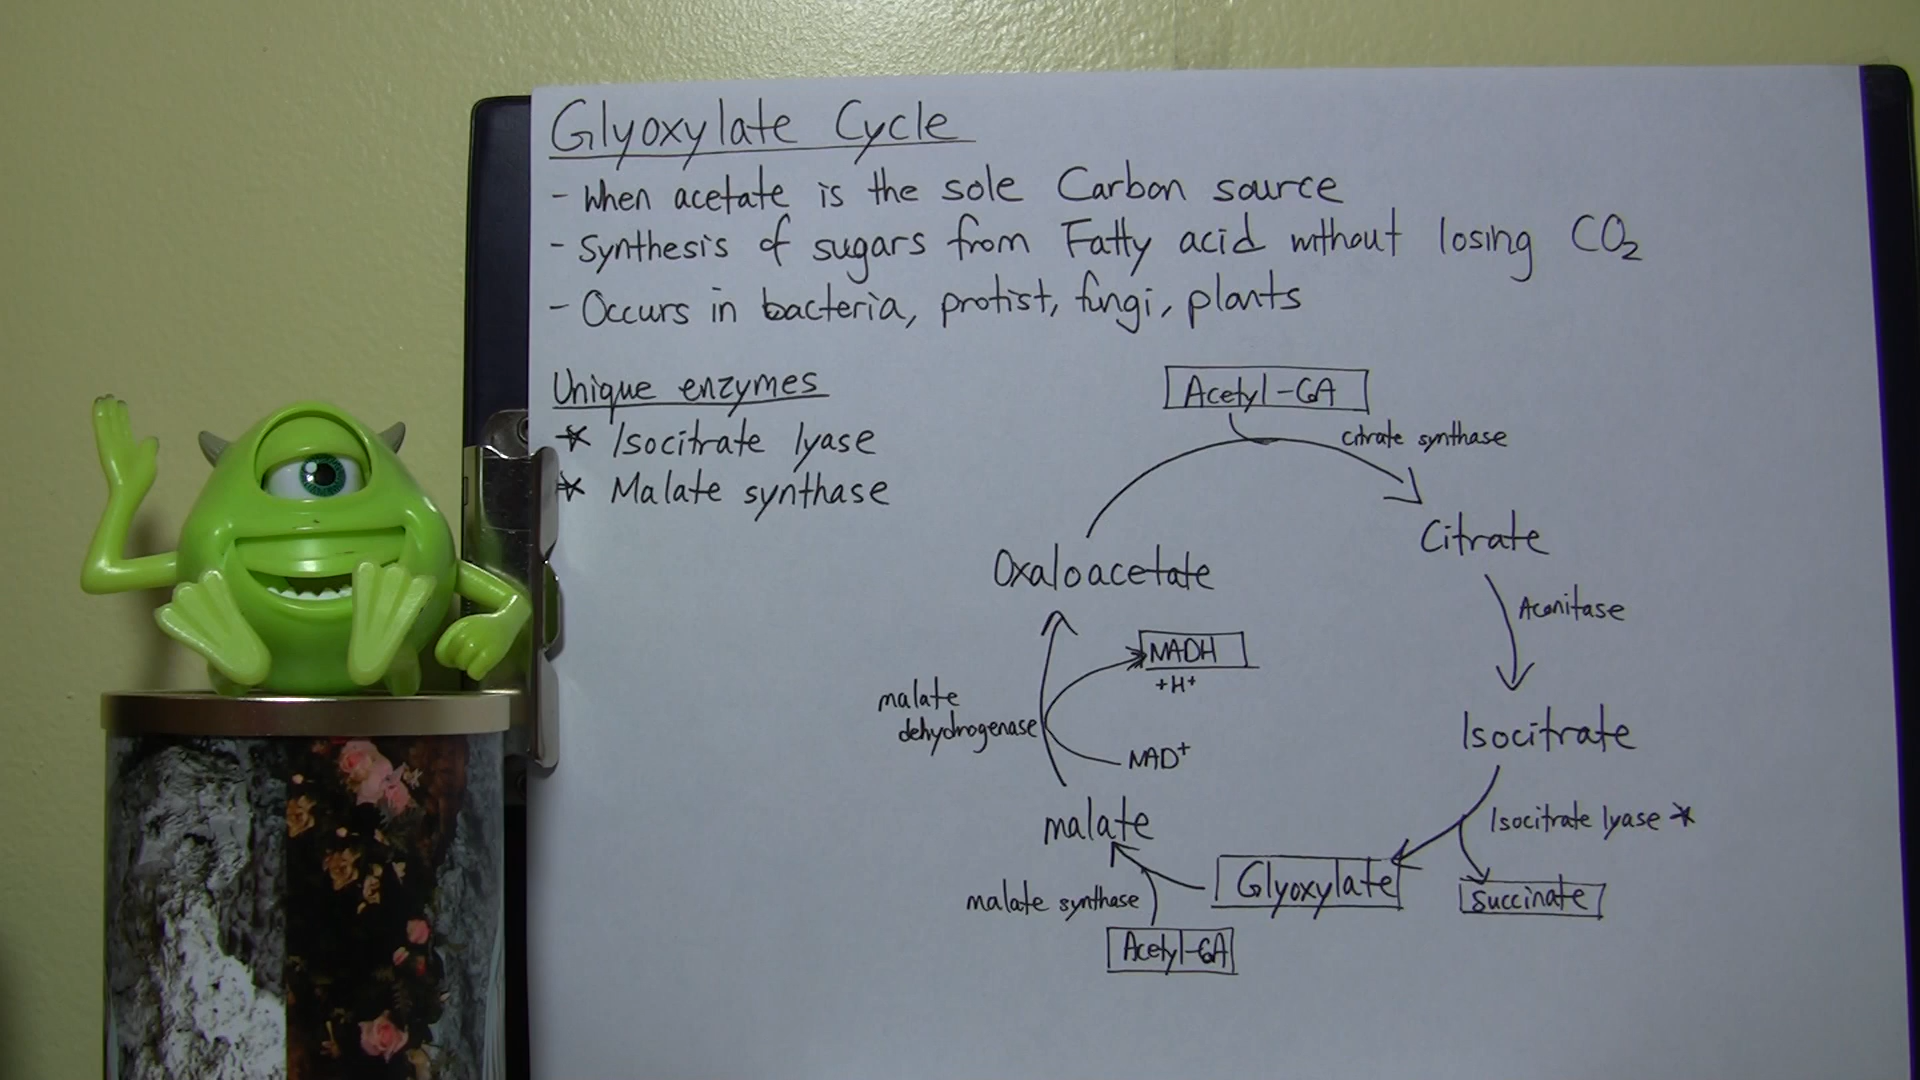 Glyoxylate Cycle
- When acetate is the sole Carbon source
- Synthesis of sugars from Fatty acid without losing CO2
- Occurs in bacteria, protist, fungi, plants
Unique enzymes
* Isocitrate lyase
* Malate synthase
Acetyl-CoA
citrate synthase
Citrate
Oxaloacetate
Aconitase
NADH
+H+
malate
dehydrogenase
NAD+
Isocitrate
malate
Isocitrate lyase *
Glyoxylate
succinate
malate synthase
Acetyl-CoA